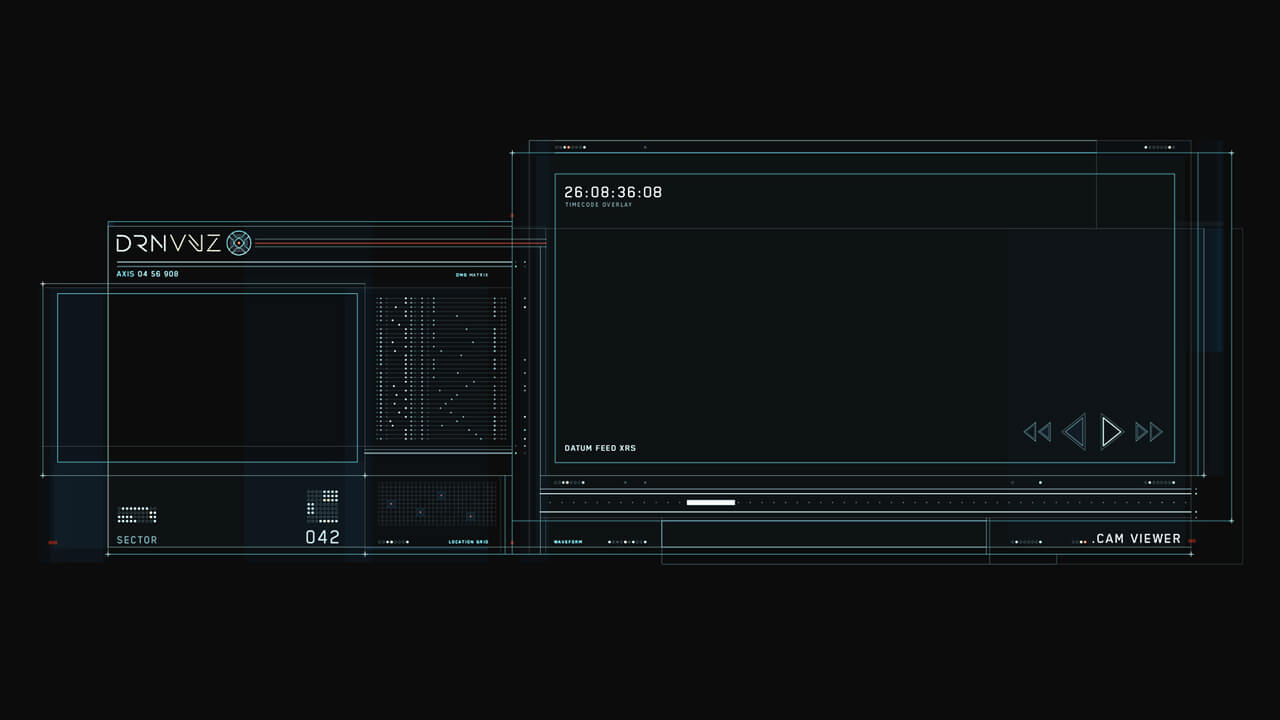 26:08:36:08
TIMECODE OVERLAY
DRNVNZ
AXIS 04 56 908
DMG MATRIX
DATUM FEED XRS
SECTOR
042
LOCATION GRID
WAVEFORM
.CAM VIEWER